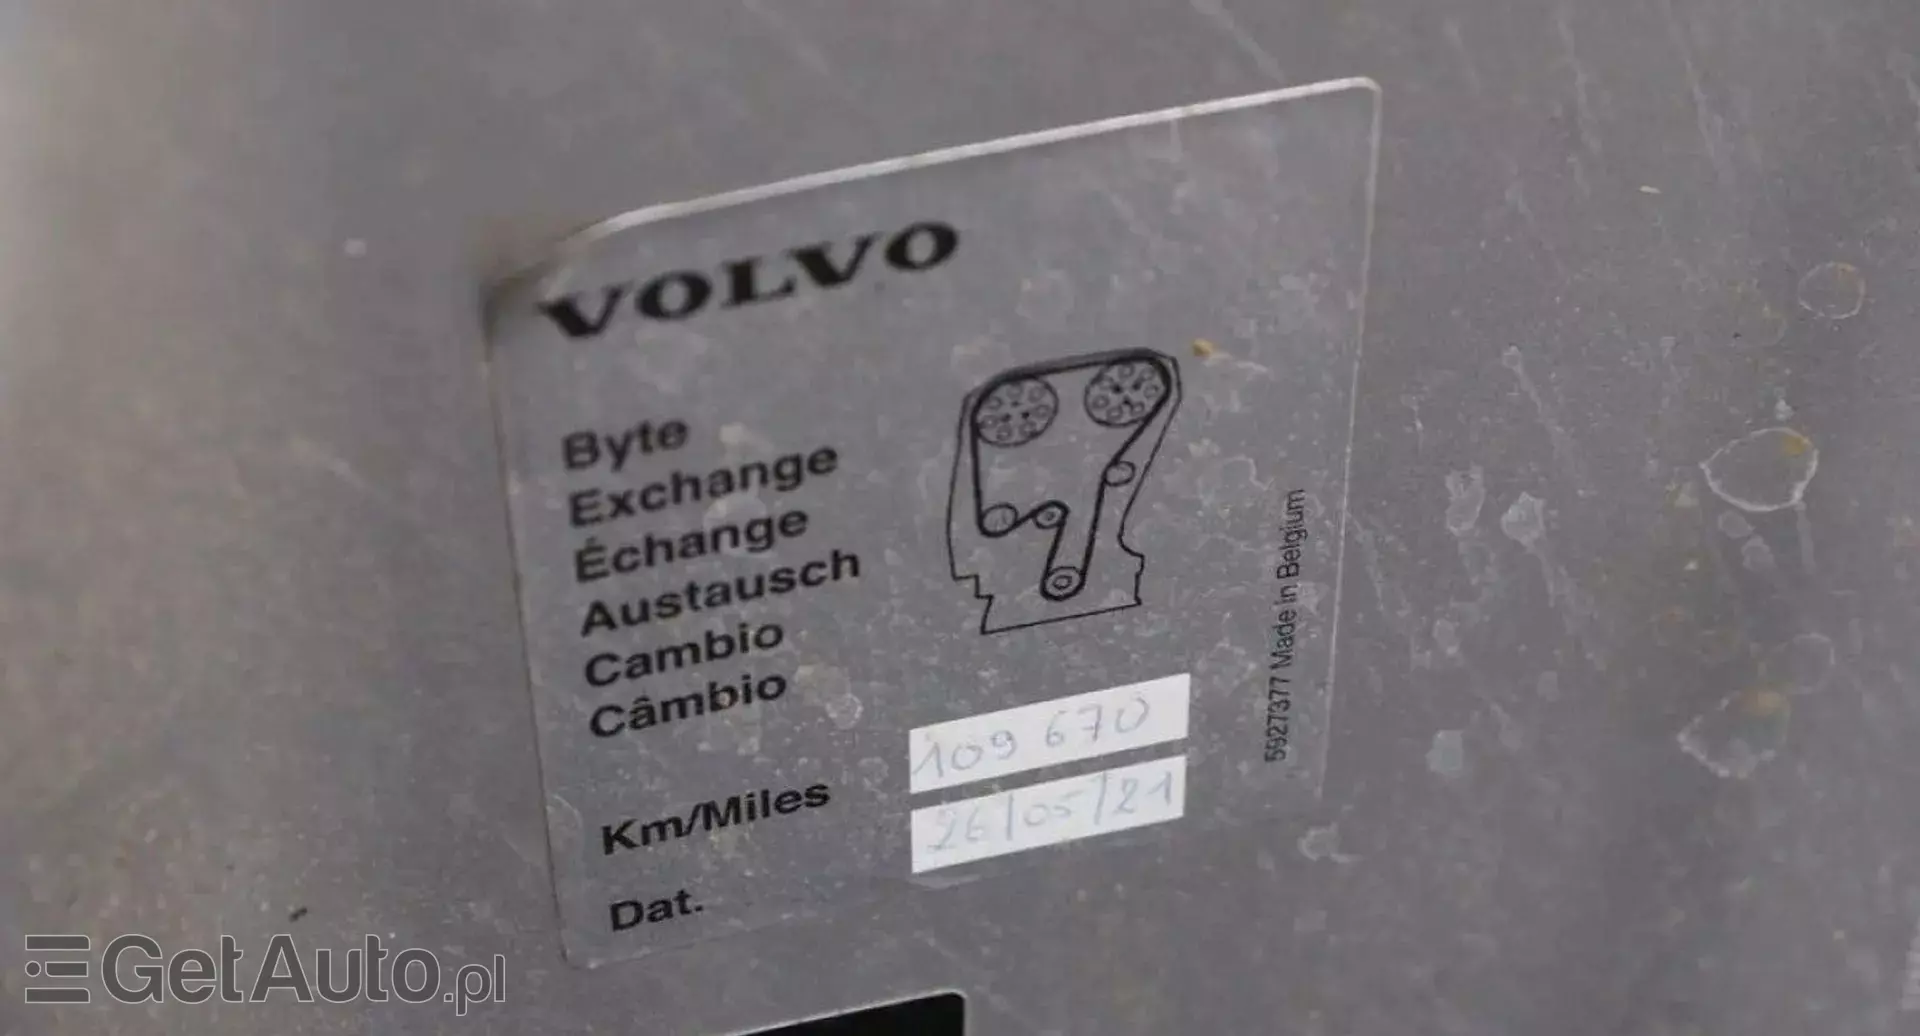 VOLVO
Byte
Exchange
Échange
Austausch
Cambio
Câmbio
Km/Miles
109 670
26/05/21
Dat.
5927377 Made in Belgium
GetAuto.pl